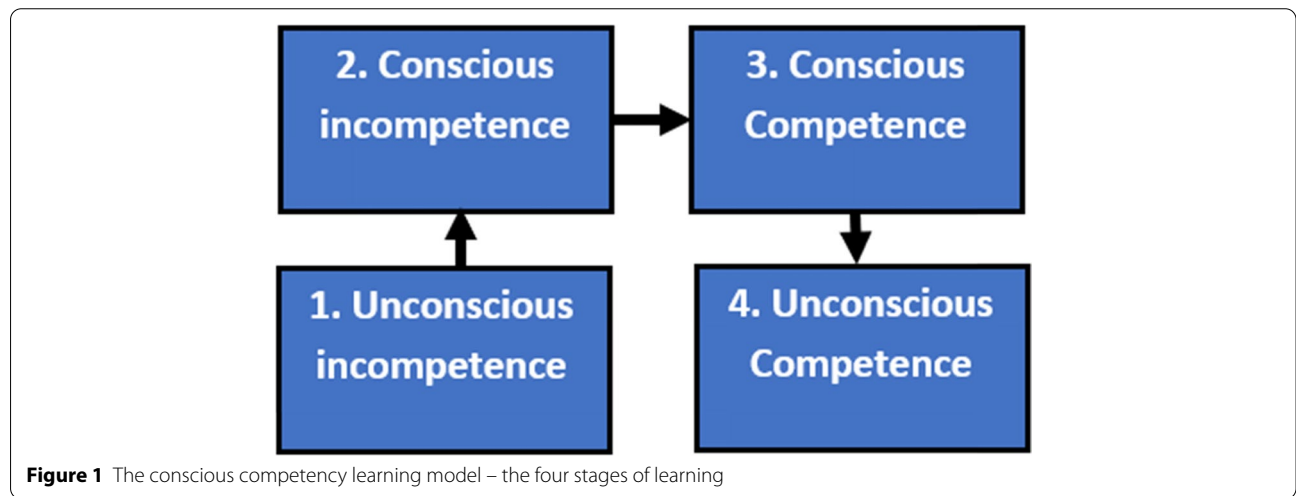 2. Conscious
incompetence
3. Conscious
Competence
1. Unconscious
incompetence
4. Unconscious
Competence
Figure 1 The conscious competency learning model – the four stages of learning